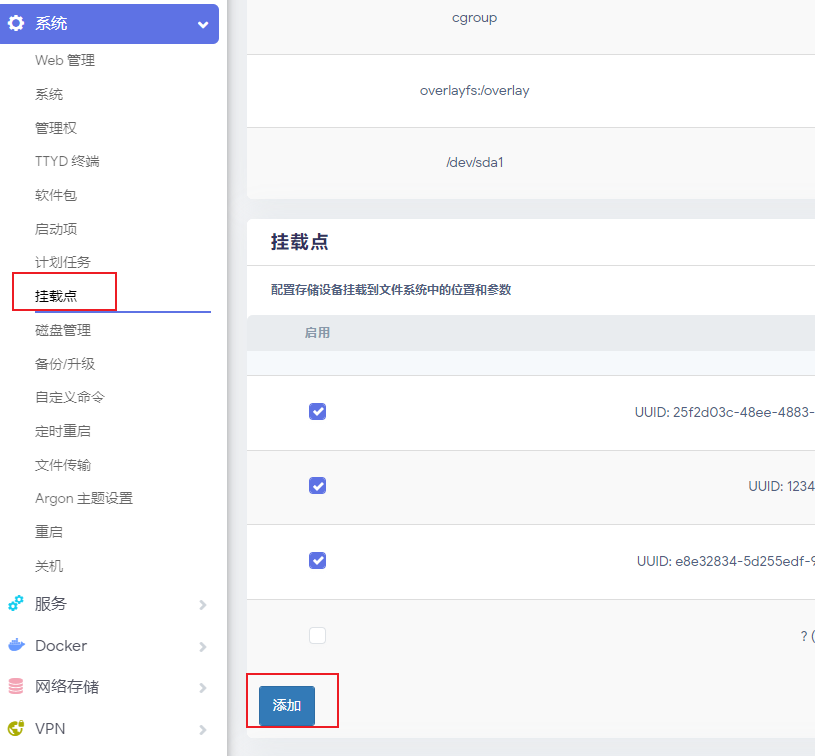 系统
Web 管理
系统
管理权
TTYD 终端
软件包
启动项
计划任务
挂载点
磁盘管理
备份/升级
自定义命令
定时重启
文件传输
Argon 主题设置
重启
关机
服务
Docker
网络存储
VPN
cgroup
overlayfs:/overlay
/dev/sda1
挂载点
配置存储设备挂载到文件系统中的位置和参数
启用
UUID: 25f2d03c-48ee-4883-
UUID: 1234
UUID: e8e32834-5d255edf-9
? (
添加